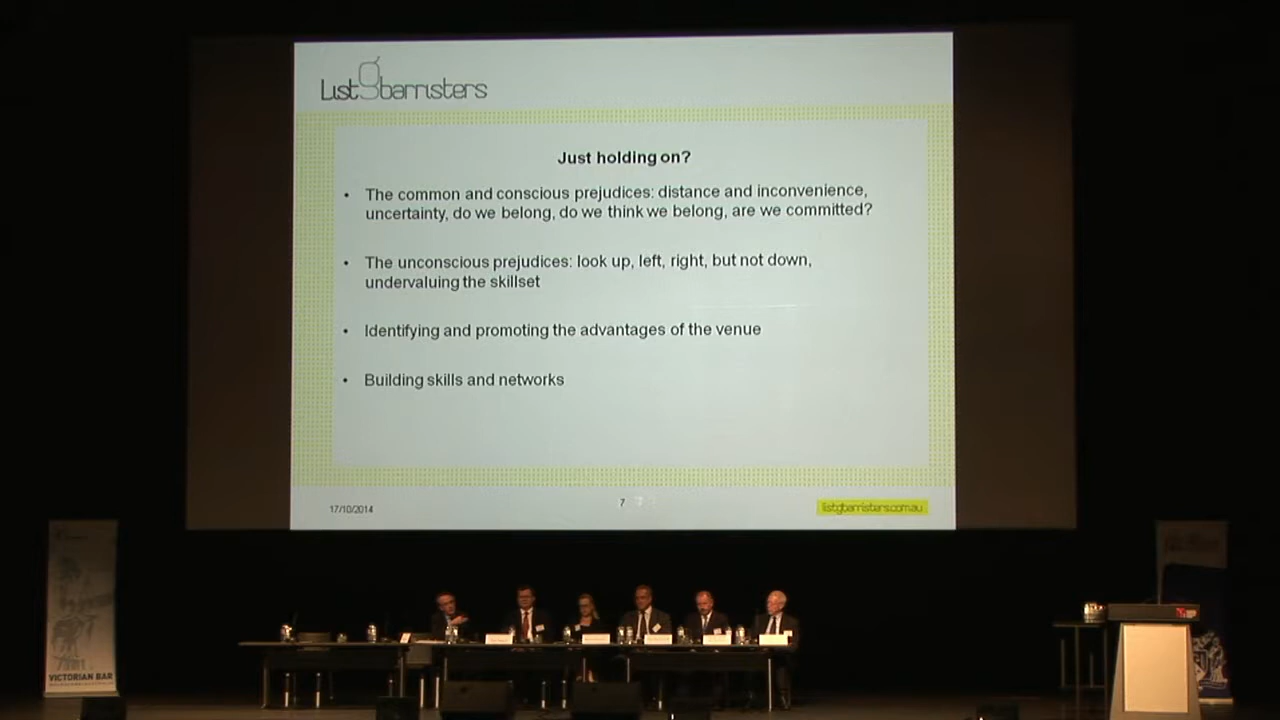 List g barristers
Just holding on?
• The common and conscious prejudices: distance and inconvenience,
uncertainty, do we belong, do we think we belong, are we committed?
• The unconscious prejudices: look up, left, right, but not down,
undervaluing the skillset
• Identifying and promoting the advantages of the venue
• Building skills and networks
17/10/2014
7
listgbarristers.com.au
VICTORIAN BAR